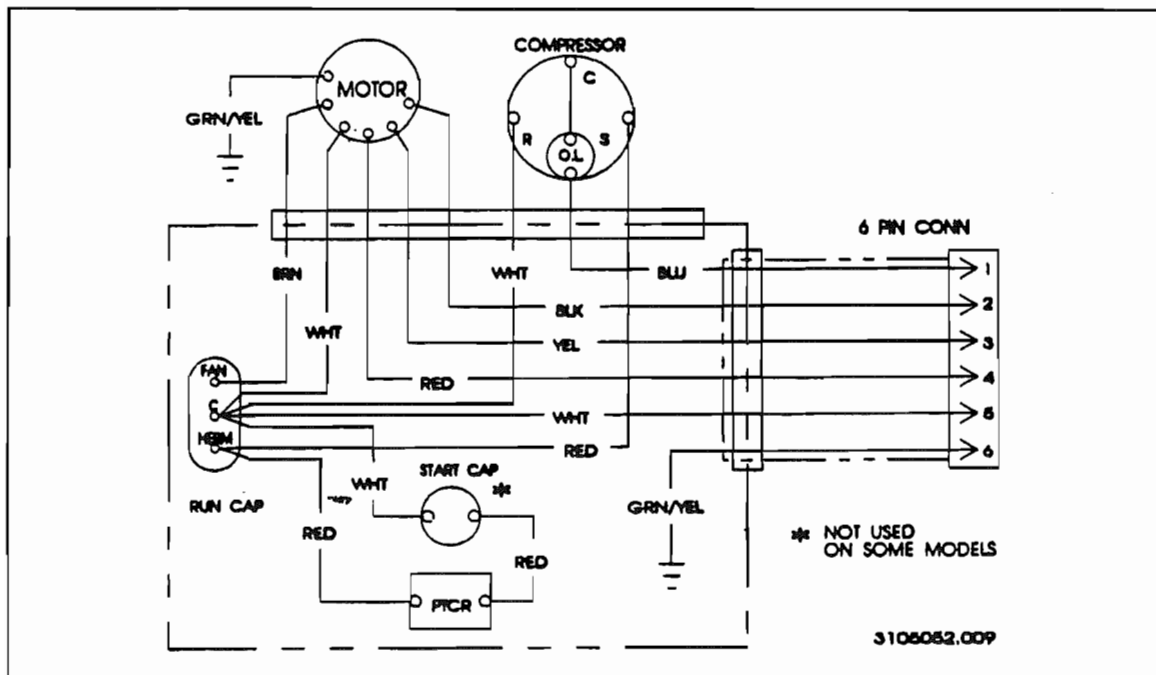 COMPRESSOR
MOTOR
C
GRN/YEL
R
S
O.L
6 PIN CONN
BRN
WHT
BLU
1
BLK
2
WHT
YEL
3
FAN
RED
4
C
WHT
5
HERM
RED
6
START CAP
WHT
*
RUN CAP
GRN/YEL
RED
* NOT USED
ON SOME MODELS
RED
PTCR
3106052.009